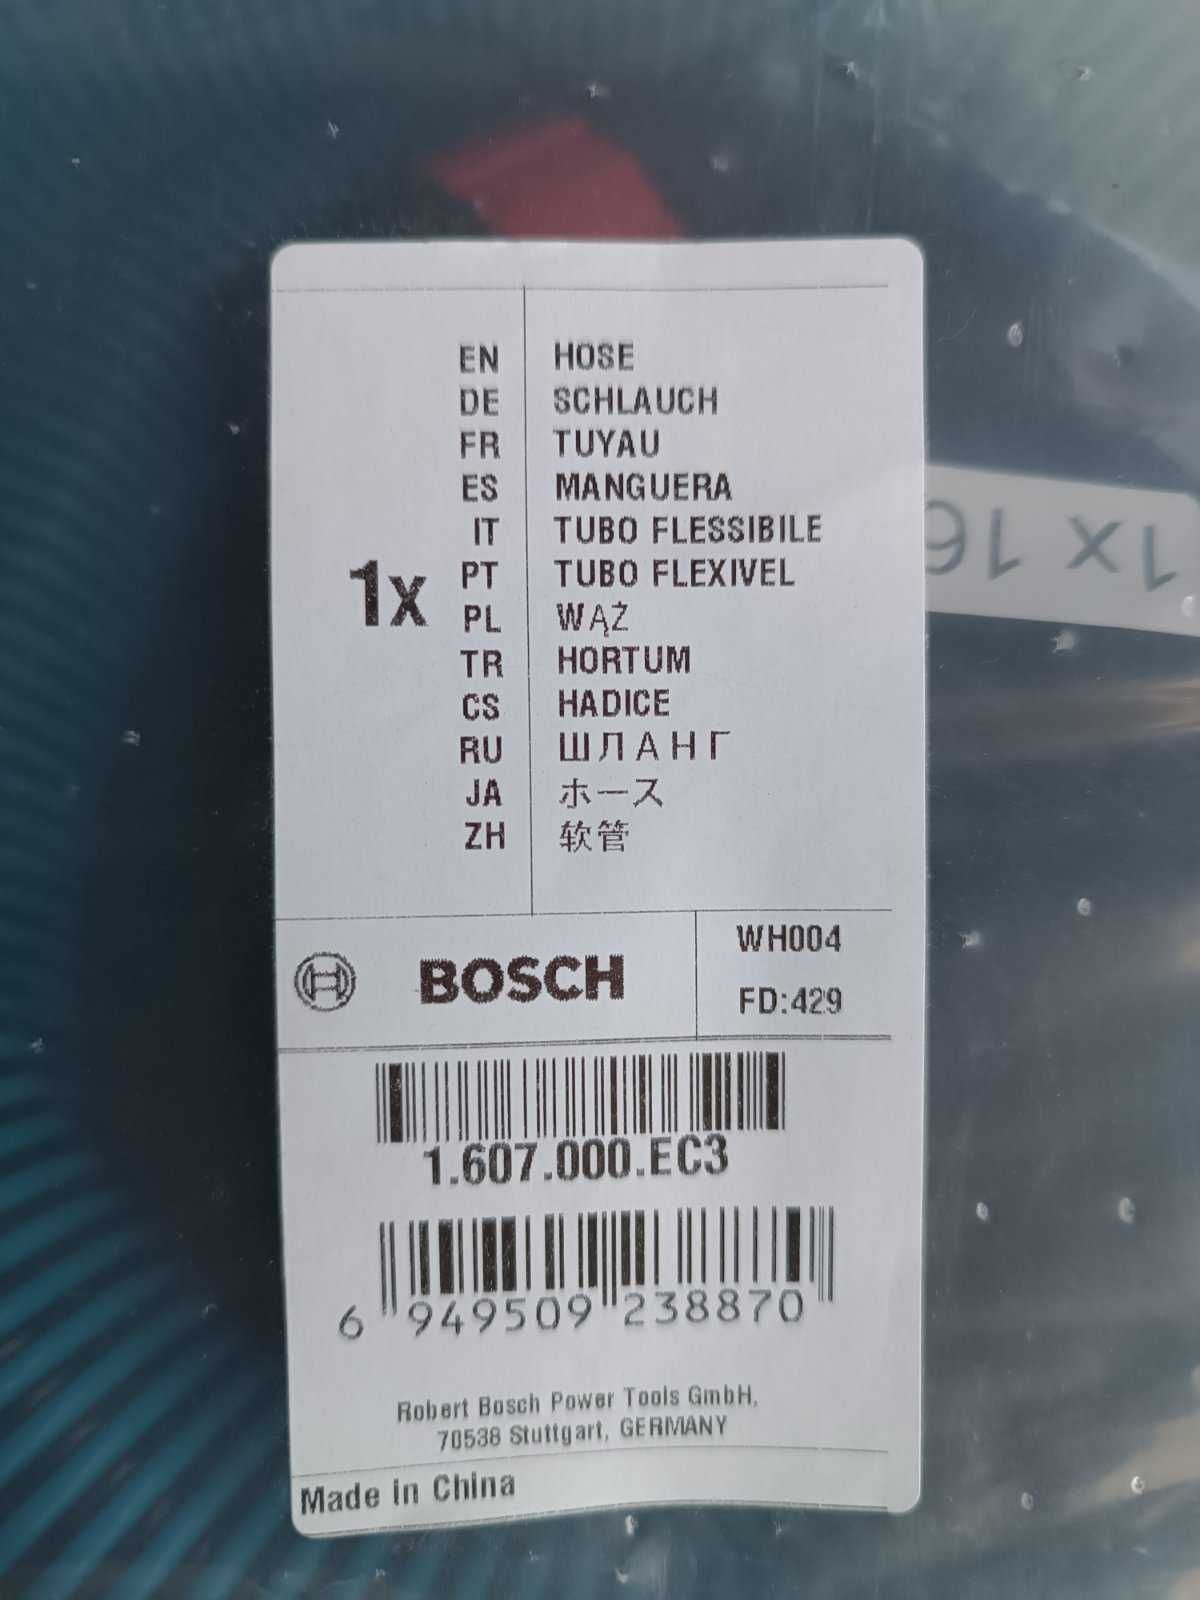 1x
EN HOSE
DE SCHLAUCH
FR TUYAU
ES MANGUERA
IT TUBO FLESSIBILE
PT TUBO FLEXIVEL
PL WĄŻ
TR HORTUM
CS HADICE
RU ШЛАНГ
JA ホース
ZH 软管
1x 16
BOSCH
WH004
FD:429
1.607.000.EC3
6 949509 238870
Robert Bosch Power Tools GmbH,
70538 Stuttgart, GERMANY
Made in China